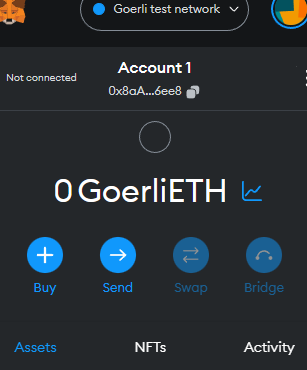 Goerli test network
Not connected
Account 1
0x8aA...6ee8
0 GoerliETH
Buy
Send
Swap
Bridge
Assets
NFTs
Activity